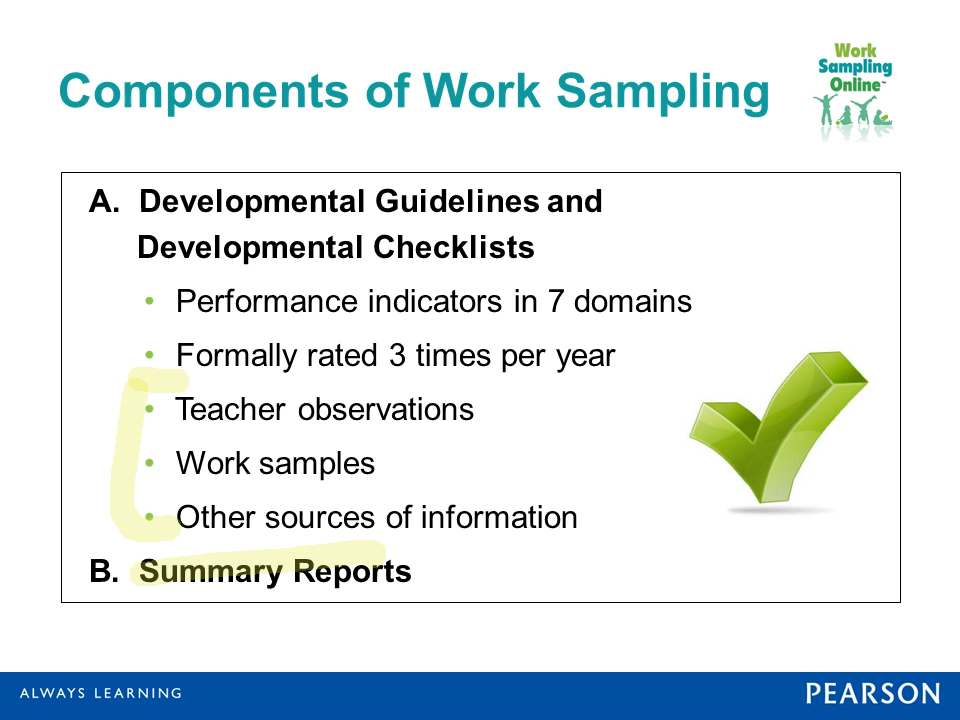 Components of Work Sampling
Work
Sampling
Online™
A. Developmental Guidelines and
Developmental Checklists
• Performance indicators in 7 domains
• Formally rated 3 times per year
• Teacher observations
• Work samples
• Other sources of information
B. Summary Reports
ALWAYS LEARNING
PEARSON